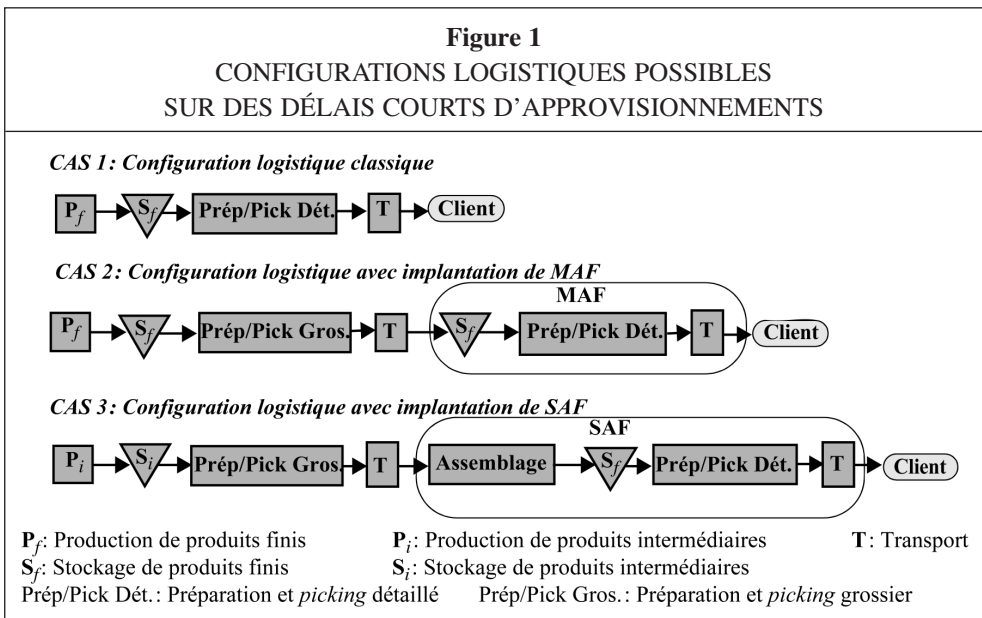 Figure 1
CONFIGURATIONS LOGISTIQUES POSSIBLES
SUR DES DÉLAIS COURTS D'APPROVISIONNEMENTS
CAS 1: Configuration logistique classique
Pf Sf Prép/Pick Dét. T Client
CAS 2: Configuration logistique avec implantation de MAF
MAF
Pf Sf Prép/Pick Gros. T Sf Prép/Pick Dét. T Client
CAS 3: Configuration logistique avec implantation de SAF
SAF
Pi Si Prép/Pick Gros. T Assemblage Sf Prép/Pick Dét. T Client
Pf: Production de produits finis Pi: Production de produits intermédiaires T: Transport
Sf: Stockage de produits finis Si: Stockage de produits intermédiaires
Prép/Pick Dét.: Préparation et picking détaillé Prép/Pick Gros.: Préparation et picking grossier